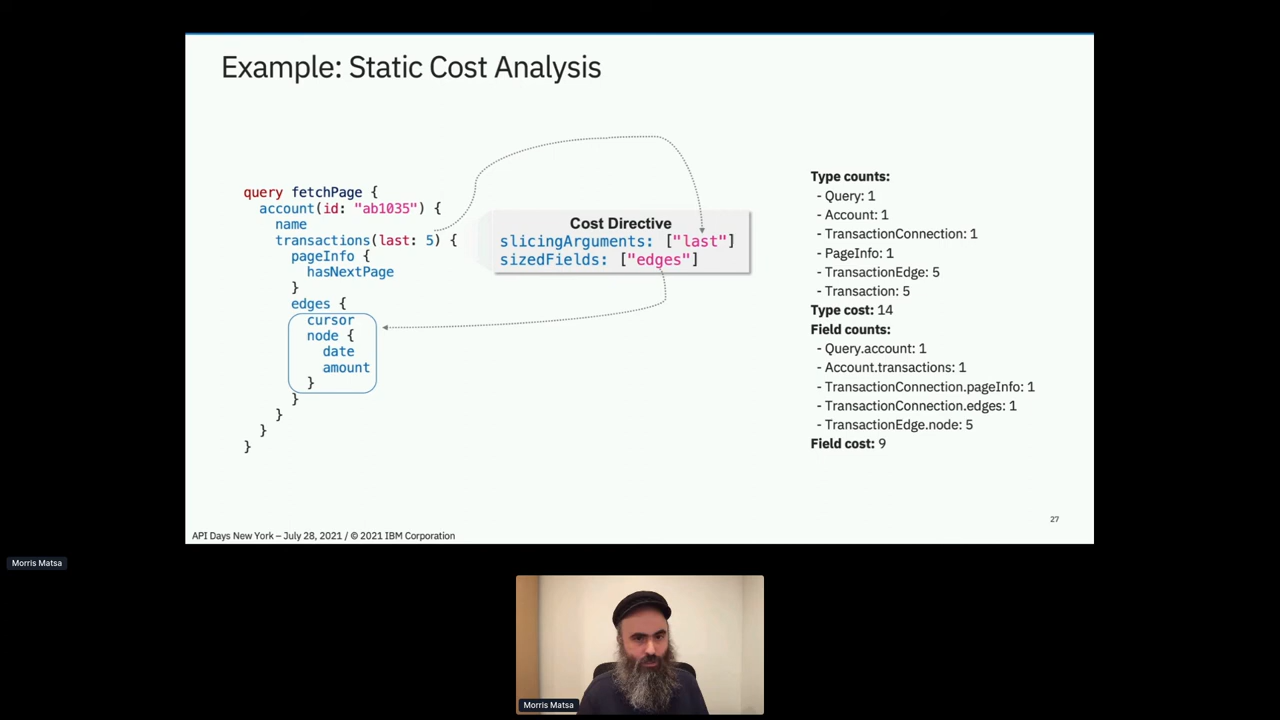 Example: Static Cost Analysis
query fetchPage {
account(id: "ab1035") {
name
transactions(last: 5) {
pageInfo {
hasNextPage
}
edges {
cursor
node {
date
amount
}
}
}
}
}
Cost Directive
slicingArguments: ["last"]
sizedFields: ["edges"]
Type counts:
- Query: 1
- Account: 1
- TransactionConnection: 1
- PageInfo: 1
- TransactionEdge: 5
- Transaction: 5
Type cost: 14
Field counts:
- Query.account: 1
- Account.transactions: 1
- TransactionConnection.pageInfo: 1
- TransactionConnection.edges: 1
- TransactionEdge.node: 5
Field cost: 9
27
API Days New York – July 28, 2021 / © 2021 IBM Corporation
Morris Matsa
Morris Matsa